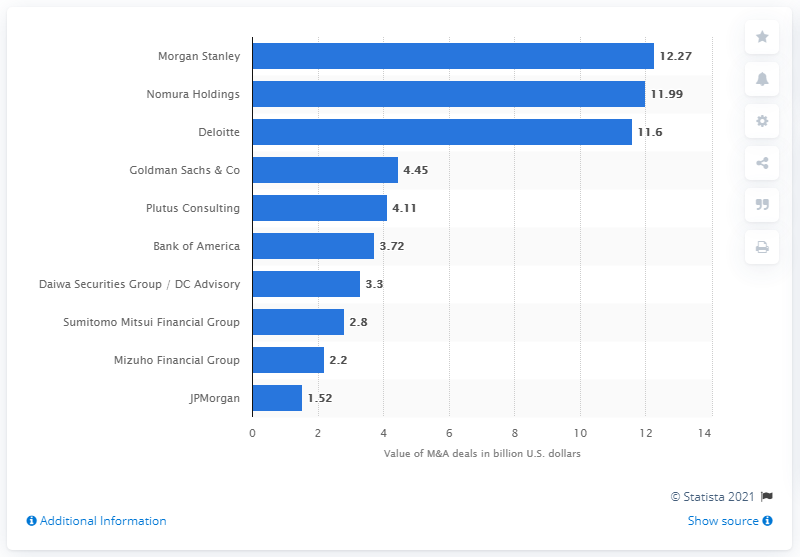 Morgan Stanley 12.27
Nomura Holdings 11.99
Deloitte 11.6
Goldman Sachs & Co 4.45
Plutus Consulting 4.11
Bank of America 3.72
Daiwa Securities Group / DC Advisory 3.3
Sumitomo Mitsui Financial Group 2.8
Mizuho Financial Group 2.2
JPMorgan 1.52
0 2 4 6 8 10 12 14
Value of M&A deals in billion U.S. dollars
© Statista 2021
Additional Information Show source